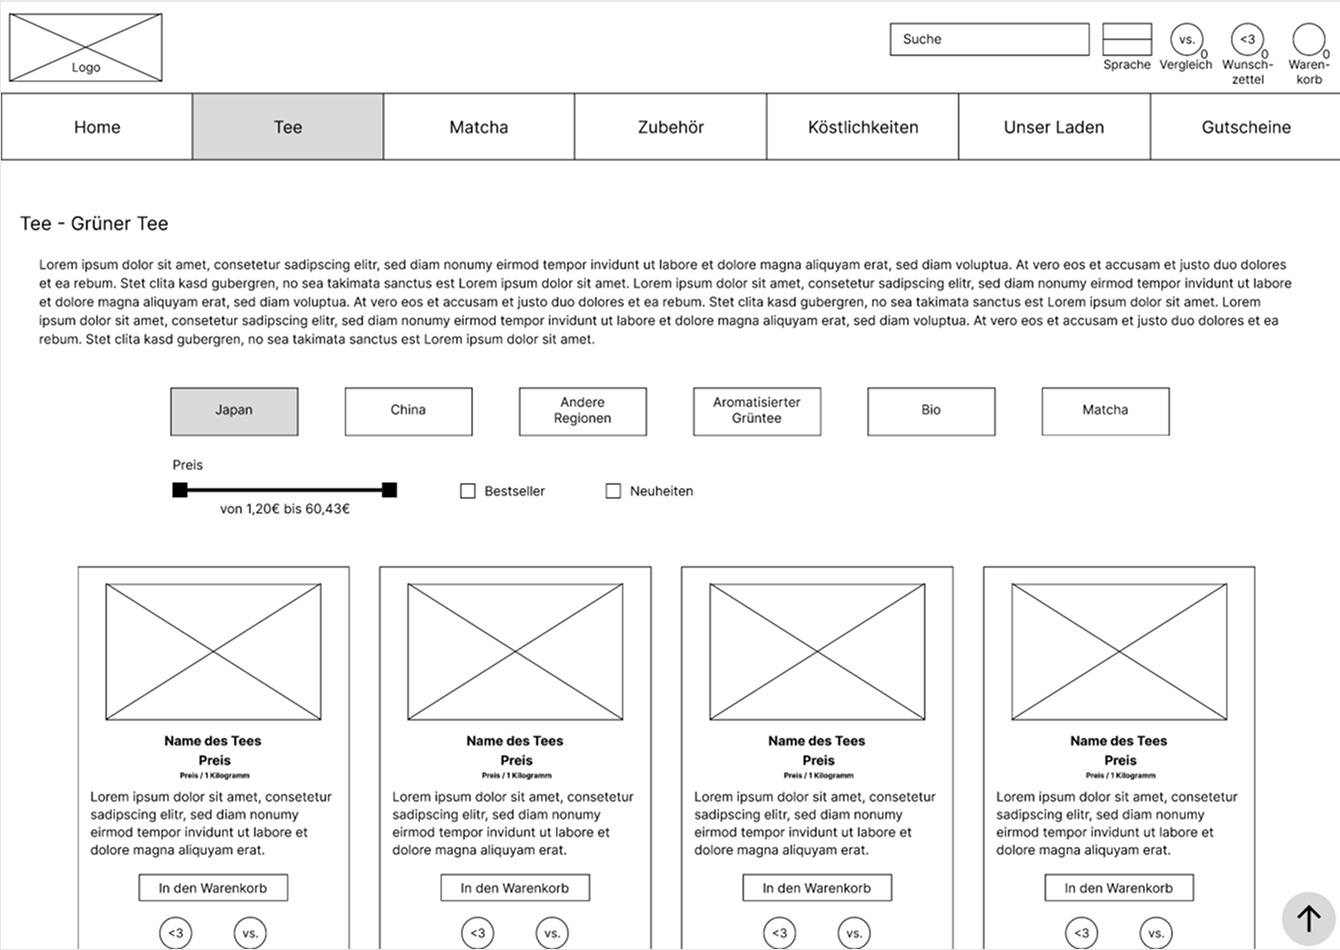 Logo
Suche
vs.
0
Vergleich
<3
0
Wunsch-
zettel
0
Waren-
korb
Sprache
Home
Tee
Matcha
Zubehör
Köstlichkeiten
Unser Laden
Gutscheine
Tee - Grüner Tee
Lorem ipsum dolor sit amet, consetetur sadipscing elitr, sed diam nonumy eirmod tempor invidunt ut labore et dolore magna aliquyam erat, sed diam voluptua. At vero eos et accusam et justo duo dolores
et ea rebum. Stet clita kasd gubergren, no sea takimata sanctus est Lorem ipsum dolor sit amet. Lorem ipsum dolor sit amet, consetetur sadipscing elitr, sed diam nonumy eirmod tempor invidunt ut labore
et dolore magna aliquyam erat, sed diam voluptua. At vero eos et accusam et justo duo dolores et ea rebum. Stet clita kasd gubergren, no sea takimata sanctus est Lorem ipsum dolor sit amet. Lorem
ipsum dolor sit amet, consetetur sadipscing elitr, sed diam nonumy eirmod tempor invidunt ut labore et dolore magna aliquyam erat, sed diam voluptua. At vero eos et accusam et justo duo dolores et ea
rebum. Stet clita kasd gubergren, no sea takimata sanctus est Lorem ipsum dolor sit amet.
Japan
China
Andere
Regionen
Aromatisierter
Grüntee
Bio
Matcha
Preis
von 1,20€ bis 60,43€
Bestseller
Neuheiten
Name des Tees
Preis
Preis / 1 Kilogramm
Lorem ipsum dolor sit amet, consetetur
sadipscing elitr, sed diam nonumy
eirmod tempor invidunt ut labore et
dolore magna aliquyam erat.
In den Warenkorb
<3
vs.
Name des Tees
Preis
Preis / 1 Kilogramm
Lorem ipsum dolor sit amet, consetetur
sadipscing elitr, sed diam nonumy
eirmod tempor invidunt ut labore et
dolore magna aliquyam erat.
In den Warenkorb
<3
vs.
Name des Tees
Preis
Preis / 1 Kilogramm
Lorem ipsum dolor sit amet, consetetur
sadipscing elitr, sed diam nonumy
eirmod tempor invidunt ut labore et
dolore magna aliquyam erat.
In den Warenkorb
<3
vs.
Name des Tees
Preis
Preis / 1 Kilogramm
Lorem ipsum dolor sit amet, consetetur
sadipscing elitr, sed diam nonumy
eirmod tempor invidunt ut labore et
dolore magna aliquyam erat.
In den Warenkorb
<3
vs.